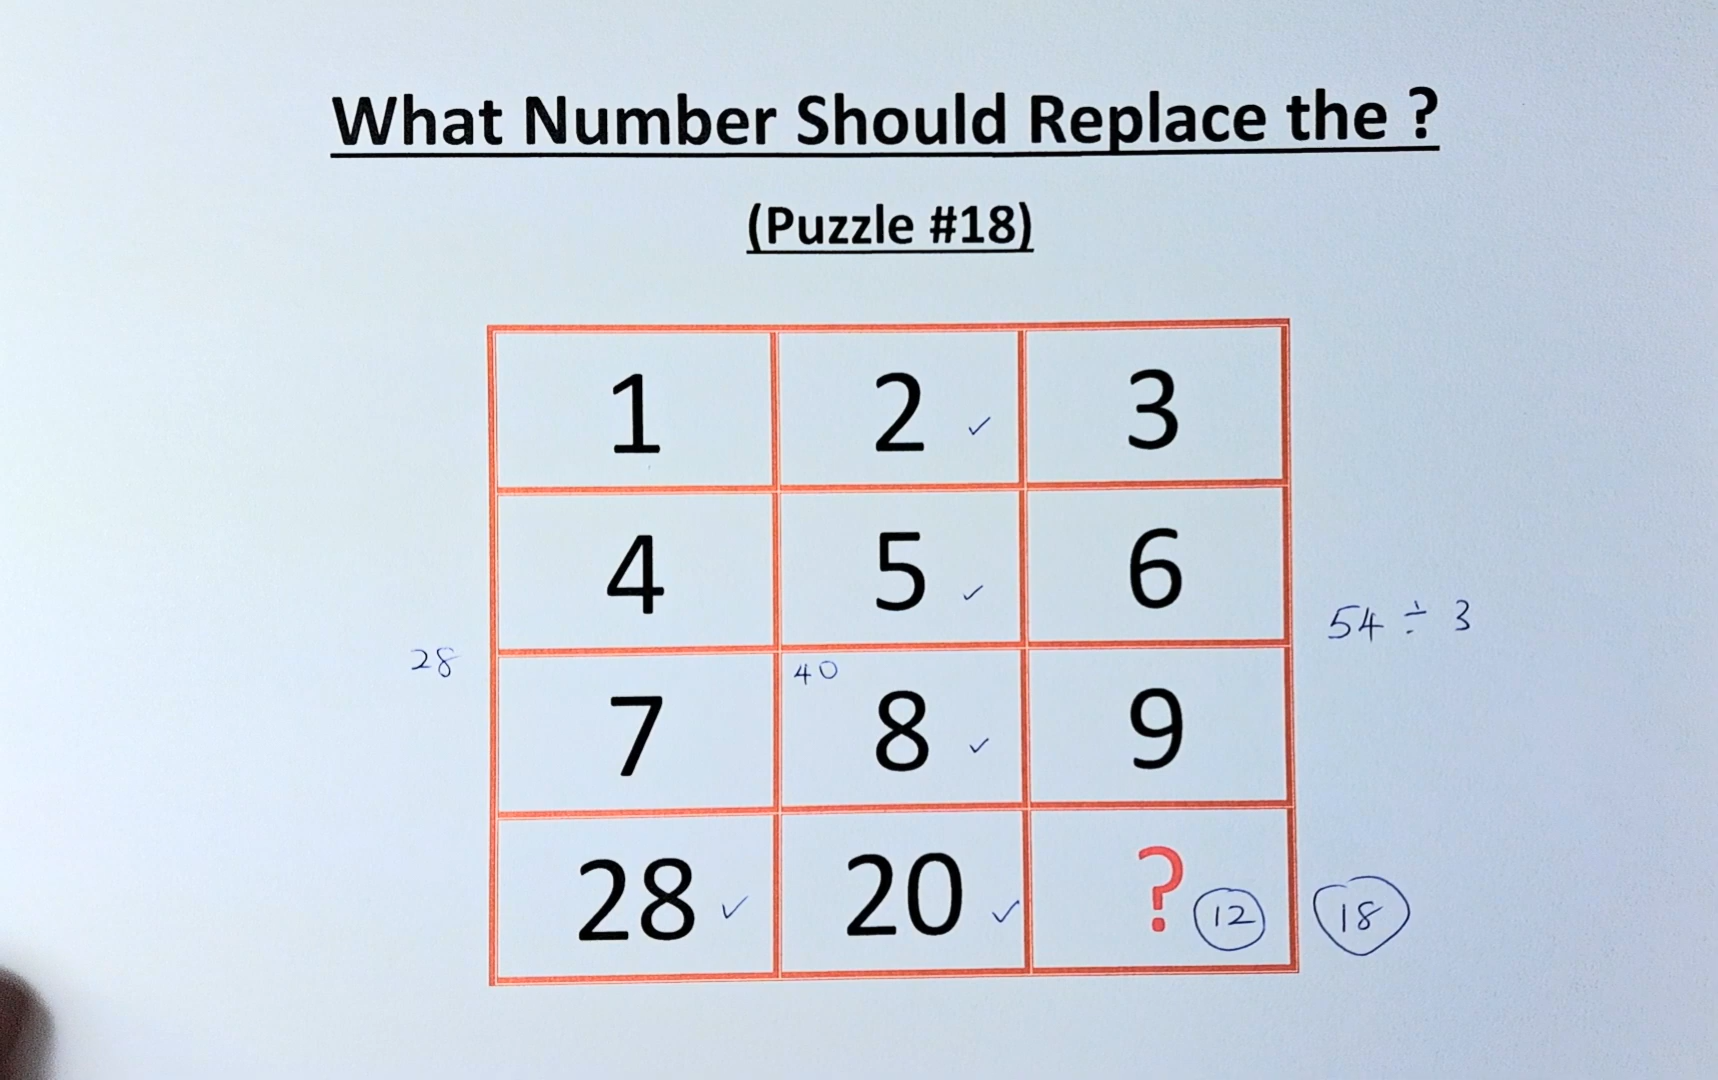 What Number Should Replace the ?
(Puzzle #18)
1 2 ✓ 3
4 5 ✓ 6
54 ÷ 3
28
40
7 8 ✓ 9
28 ✓ 20 ✓ ? 12 18